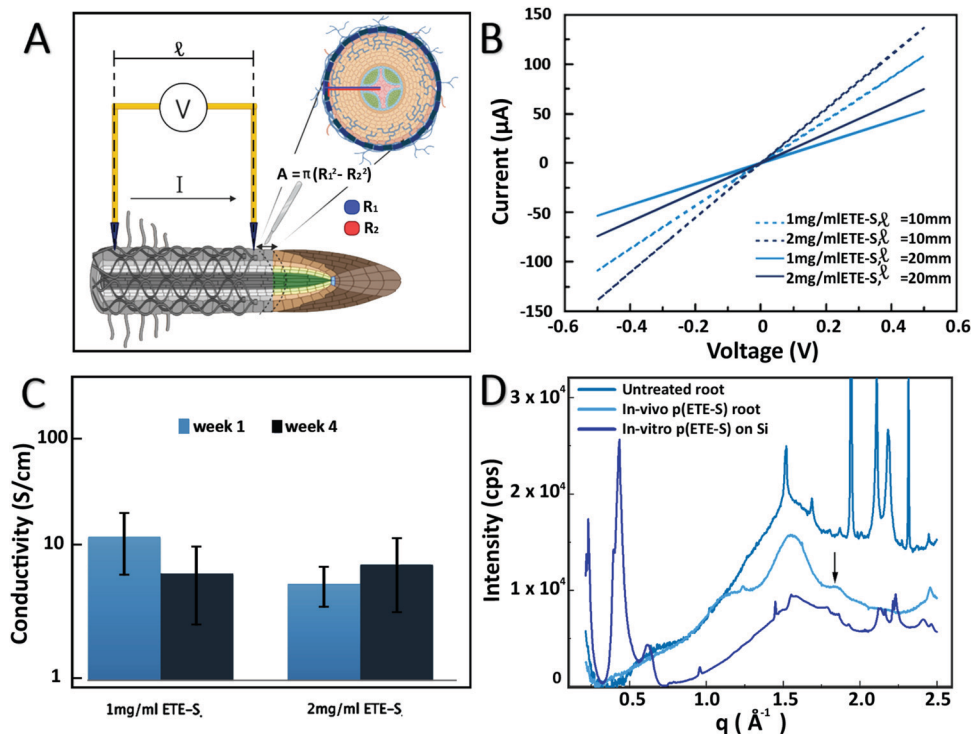 A
ℓ
V
I
A = π(R₁²- R₂²)
R₁
R₂
B
Current (µA)
150
100
50
0
-50
-100
-150
1mg/mlETE-S,ℓ =10mm
2mg/mlETE-S,ℓ =10mm
1mg/mlETE-S,ℓ =20mm
2mg/mlETE-S,ℓ =20mm
-0.6 -0.4 -0.2 0 0.2 0.4 0.6
Voltage (V)
C
Conductivity (S/cm)
100
10
1
week 1 week 4
1mg/ml ETE-S. 2mg/ml ETE-S.
D
Intensity (cps)
3 x 10⁴
2 x 10⁴
1 x 10⁴
0
Untreated root
In-vivo p(ETE-S) root
In-vitro p(ETE-S) on Si
0.5 1.0 1.5 2.0 2.5
q ( Å⁻¹)